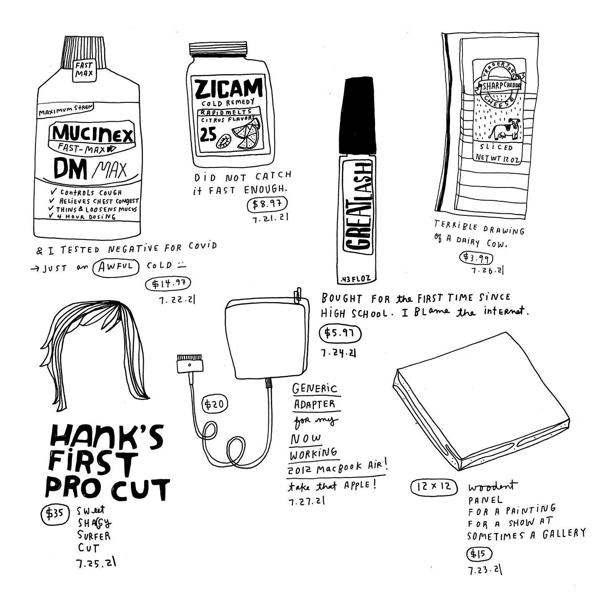 FAST
MAX
MAXIMUM STREN
MUCINEX
FAST-MAX
DM MAX
✓ CONTROLS COUGH
✓ RELIEVES CHEST CONGEST
✓ THINS & LOOSENS MUCUS
✓ 4 HOUR DOSING
& I TESTED NEGATIVE FOR COVID
→ JUST an AWFUL COLD
$14.97
7.22.21
ZICAM
COLD REMEDY
RAPIDMELTS
CITRUS FLAVOR
25
DID NOT CATCH
it FAST ENOUGH.
$8.97
7.21.21
GREAT LASH
.43 FL OZ
BOUGHT FOR the FIRST TIME SINCE
HIGH SCHOOL. I Blame the internet.
$5.97
7.24.21
TRADER JOE'S
SHARP CHEDDAR
CHEESE
SLICED
NET WT 12 OZ.
TERRIBLE DRAWING
of A DAIRY COW.
$3.99
7.26.21
HANK'S
FIRST
PRO CUT
$35
SWEET
SHAGGY
SURFER
CUT
7.25.21
$20
GENERIC
ADAPTER
for my
NOW
WORKING
2012 MACBOOK AIR!
take that APPLE!
7.27.21
12 x 12
WOODENT
PANEL
FOR A PAINTING
FOR A SHOW AT
SOMETIMES A GALLERY
$15
7.23.21